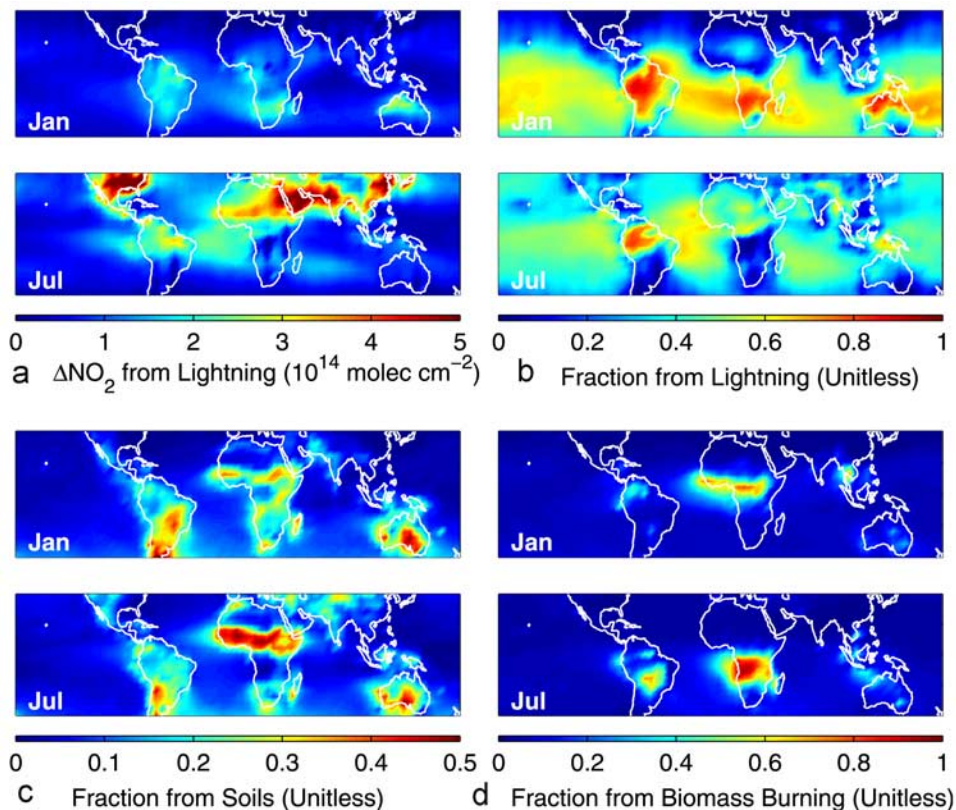 Jan
Jan
Jul
Jul
0 1 2 3 4 5
0 0.2 0.4 0.6 0.8 1
a ΔNO₂ from Lightning (10¹⁴ molec cm⁻²)
b Fraction from Lightning (Unitless)
Jan
Jan
Jul
Jul
0 0.1 0.2 0.3 0.4 0.5
0 0.2 0.4 0.6 0.8 1
c Fraction from Soils (Unitless)
d Fraction from Biomass Burning (Unitless)